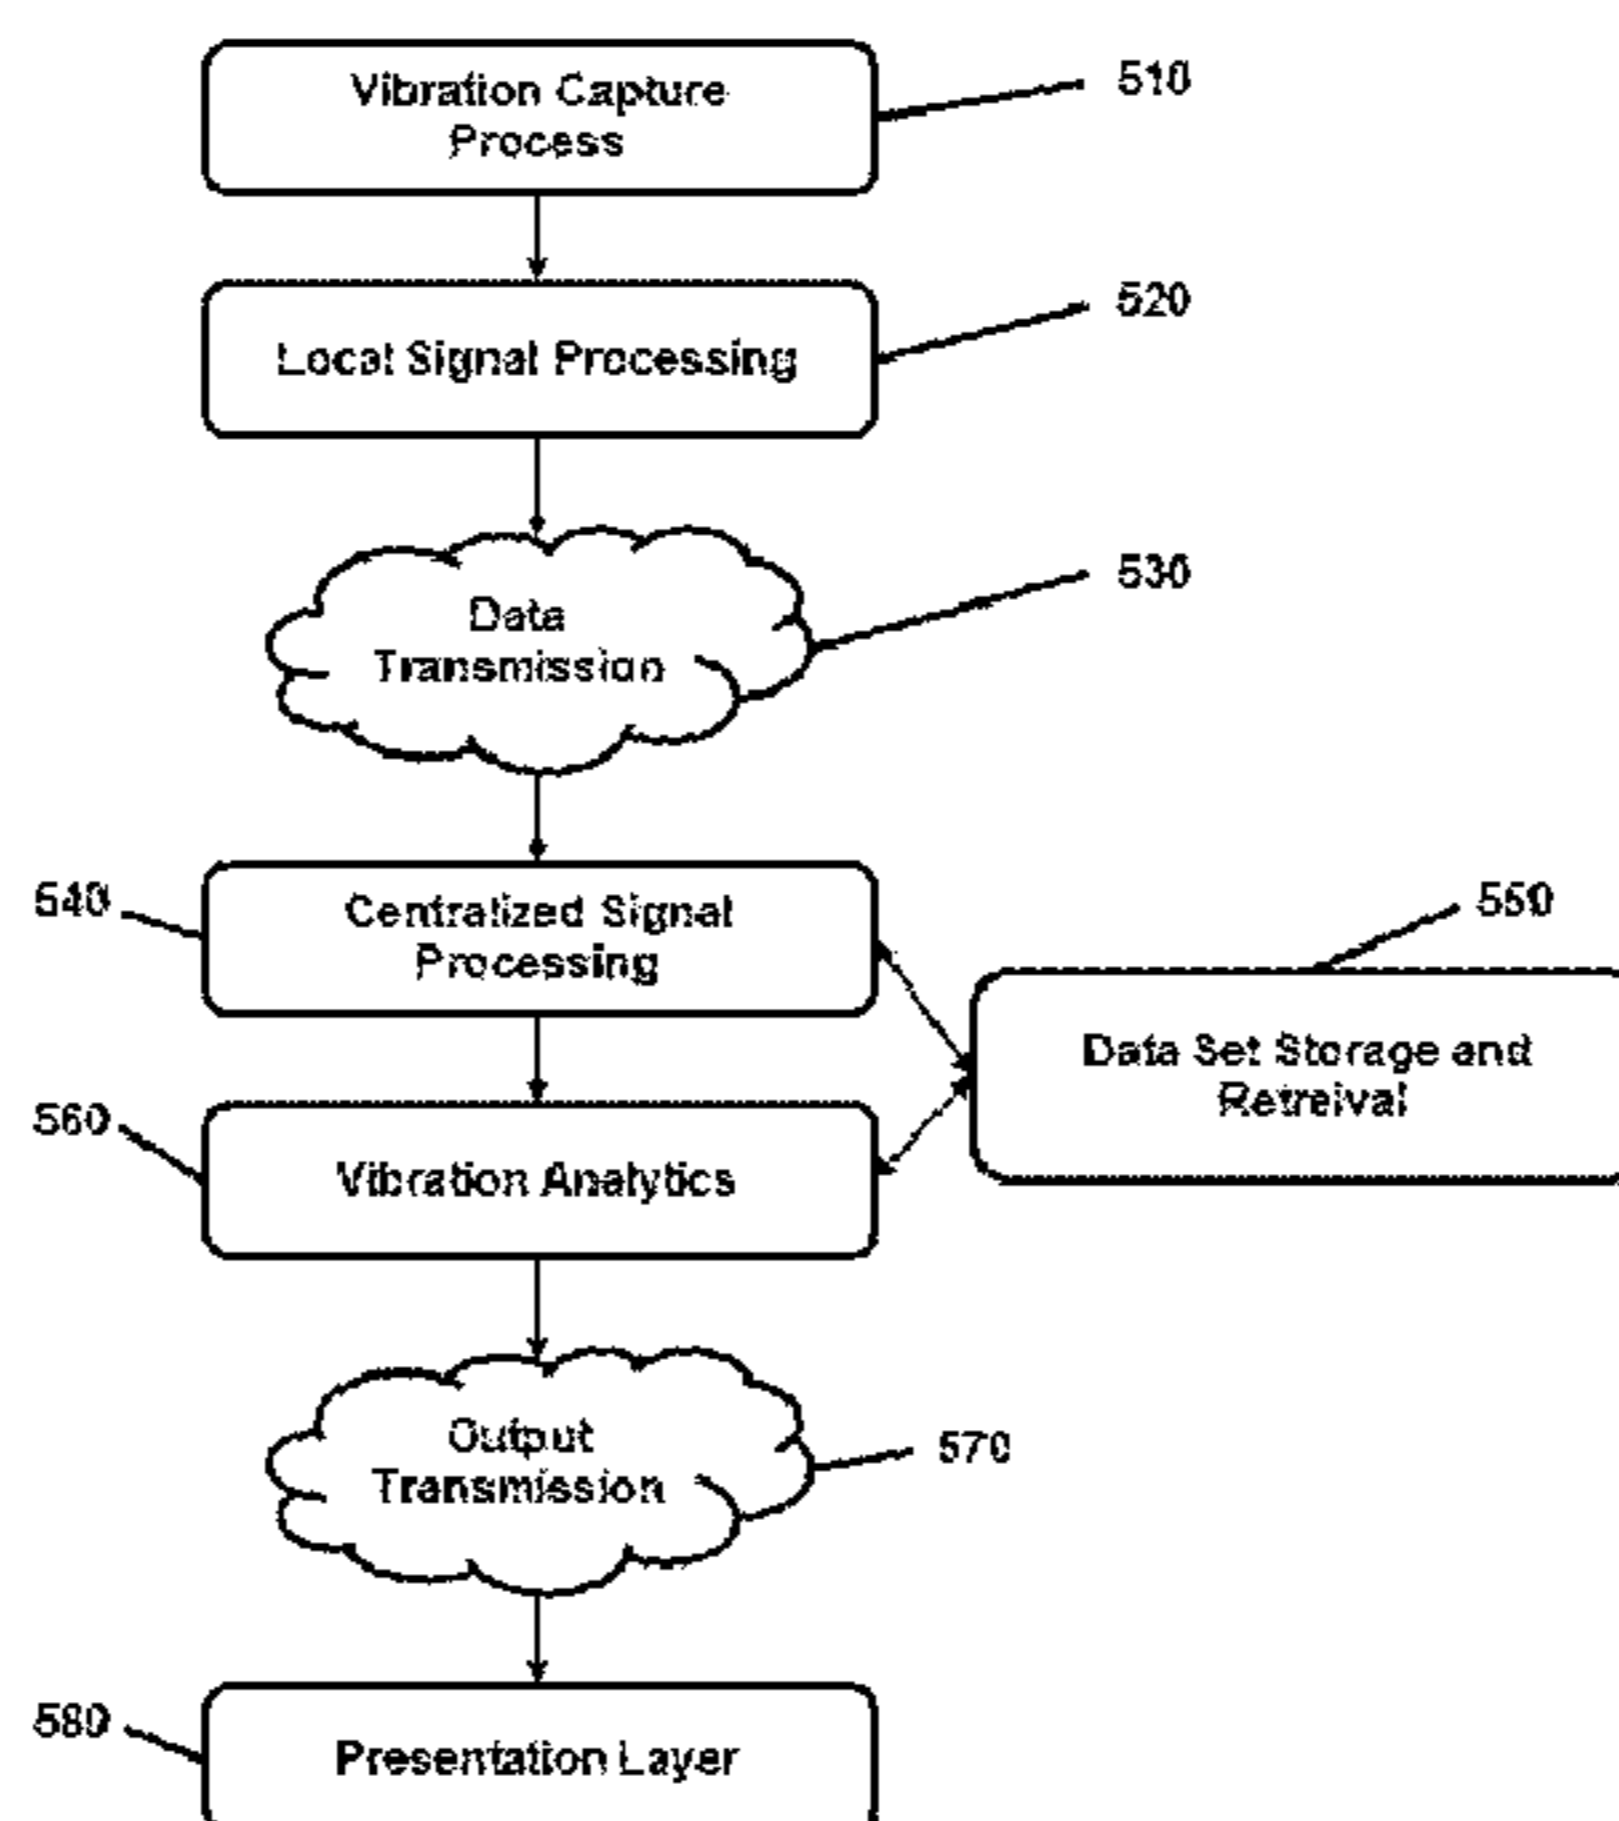 Vibration Capture
Process
510
Local Signal Processing
520
Data
Transmission
530
540
Centralized Signal
Processing
550
Data Set Storage and
Retreival
560
Vibration Analytics
Output
Transmission
570
580
Presentation Layer